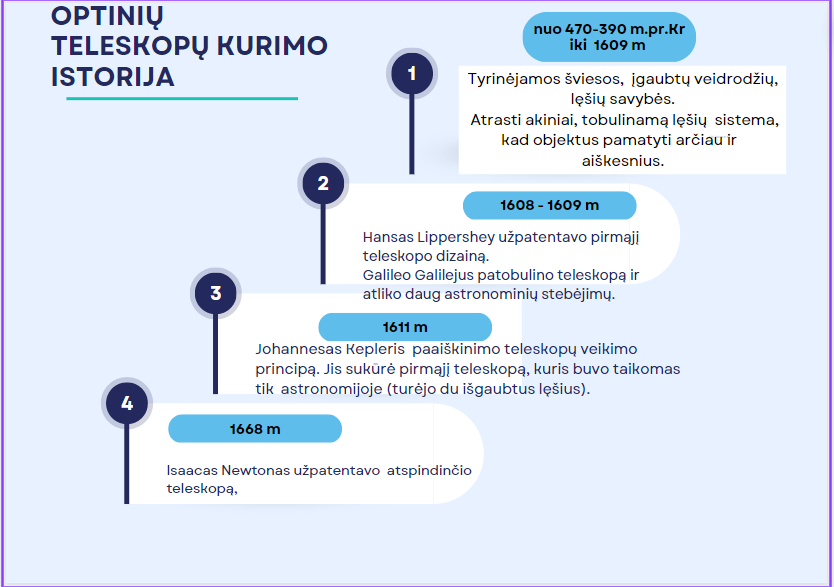 OPTINIŲ
TELESKOPŲ KURIMO
ISTORIJA
1
nuo 470-390 m.pr.Kr
iki 1609 m
Tyrinėjamos šviesos, įgaubtų veidrodžių,
lęšių savybės.
Atrasti akiniai, tobulinamą lęšių sistema,
kad objektus pamatyti arčiau ir
aiškesnius.
2
1608 - 1609 m
Hansas Lippershey užpatentavo pirmąjį
teleskopo dizainą.
Galileo Galilejus patobulino teleskopą ir
atliko daug astronominių stebėjimų.
3
1611 m
Johannesas Kepleris paaiškinimo teleskopų veikimo
principą. Jis sukūrė pirmąjį teleskopą, kuris buvo taikomas
tik astronomijoje (turėjo du išgaubtus lęšius).
4
1668 m
Isaacas Newtonas užpatentavo atspindinčio
teleskopą,